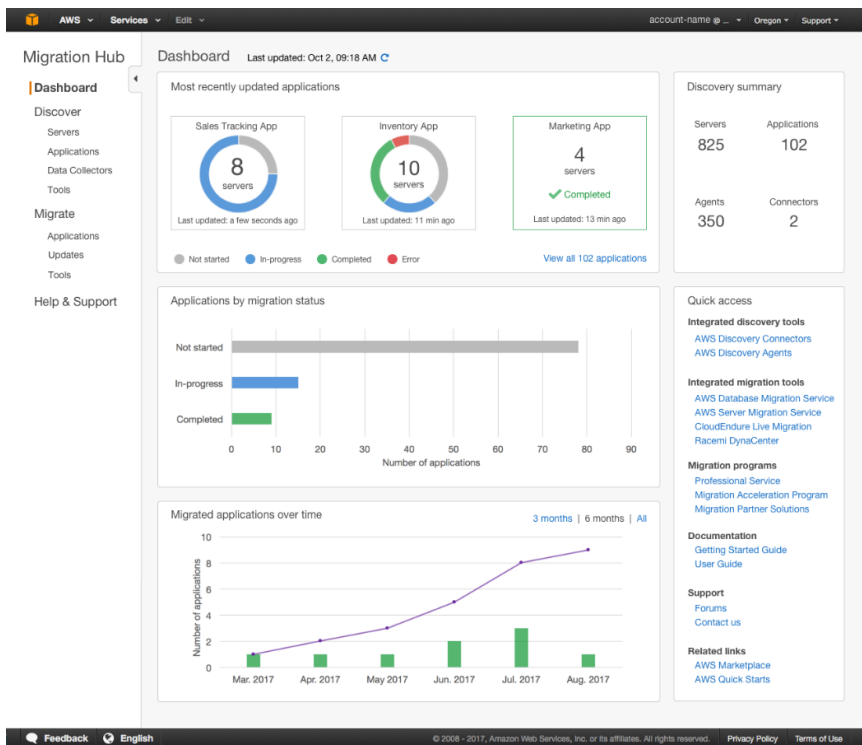 AWS Services Edit account-name @ ... Oregon Support
Migration Hub
Dashboard
Discover
Servers
Applications
Data Collectors
Tools
Migrate
Applications
Updates
Tools
Help & Support
Dashboard Last updated: Oct 2, 09:18 AM
Most recently updated applications
Sales Tracking App
8
servers
Last updated: a few seconds ago
Inventory App
10
servers
Last updated: 11 min ago
Marketing App
4
servers
Completed
Last updated: 13 min ago
Not started In-progress Completed Error
View all 102 applications
Discovery summary
Servers Applications
825 102
Agents Connectors
350 2
Applications by migration status
Not started
In-progress
Completed
0 10 20 30 40 50 60 70 80 90
Number of applications
Migrated applications over time
3 months | 6 months | All
Number of applications
10
8
6
4
2
0
Mar. 2017 Apr. 2017 May 2017 Jun. 2017 Jul. 2017 Aug. 2017
Quick access
Integrated discovery tools
AWS Discovery Connectors
AWS Discovery Agents
Integrated migration tools
AWS Database Migration Service
AWS Server Migration Service
CloudEndure Live Migration
Racemi DynaCenter
Migration programs
Professional Service
Migration Acceleration Program
Migration Partner Solutions
Documentation
Getting Started Guide
User Guide
Support
Forums
Contact us
Related links
AWS Marketplace
AWS Quick Starts
Feedback English © 2008 - 2017, Amazon Web Services, Inc. or its affiliates. All rights reserved. Privacy Policy Terms of Use